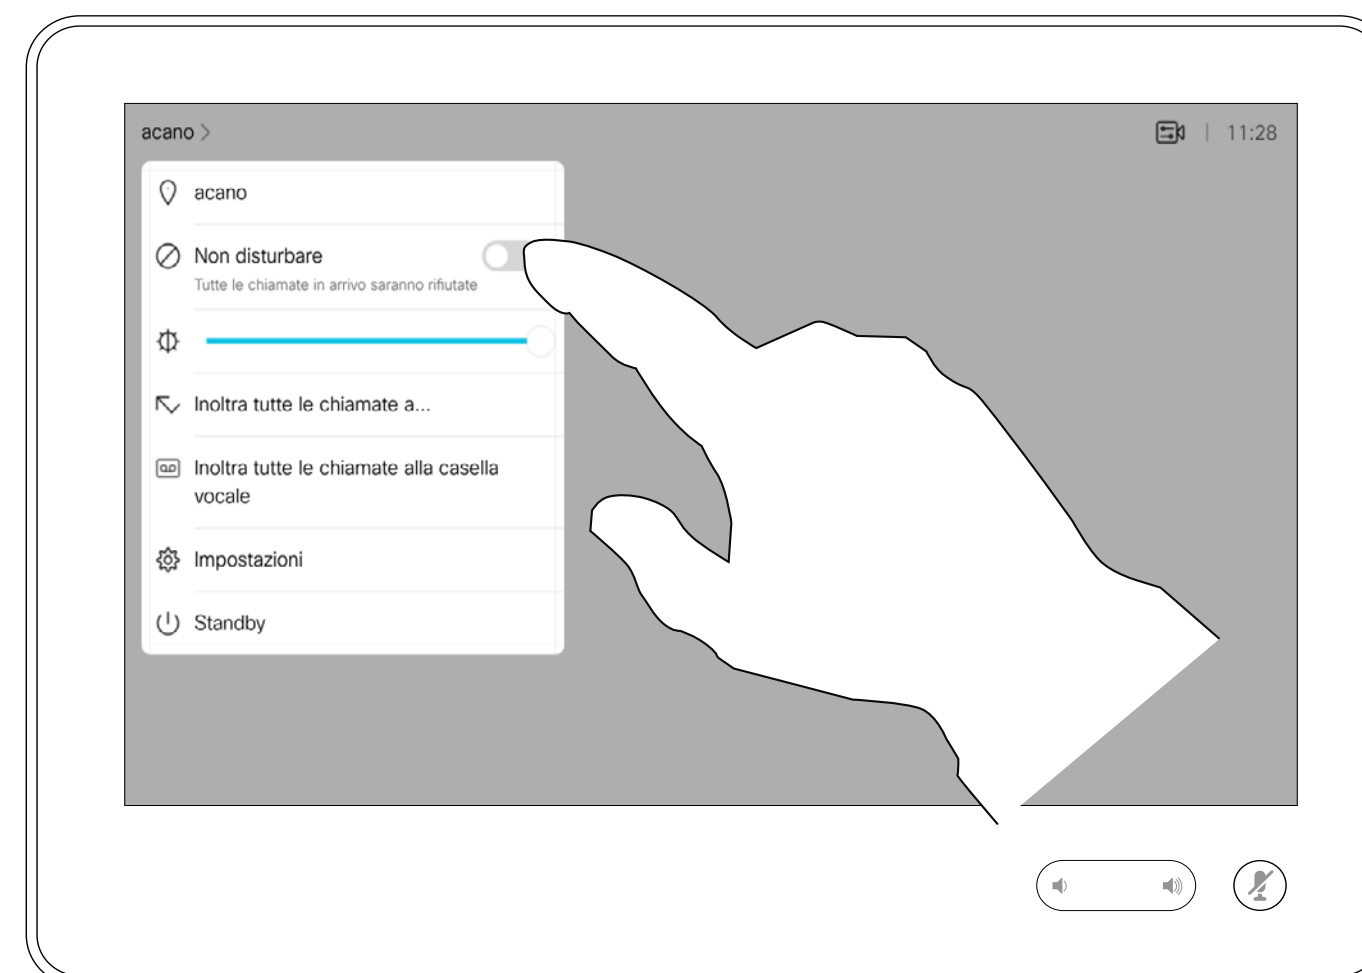 acano >
11:28
acano
Non disturbare
Tutte le chiamate in arrivo saranno rifiutate
Inoltra tutte le chiamate a...
Inoltra tutte le chiamate alla casella
vocale
Impostazioni
Standby